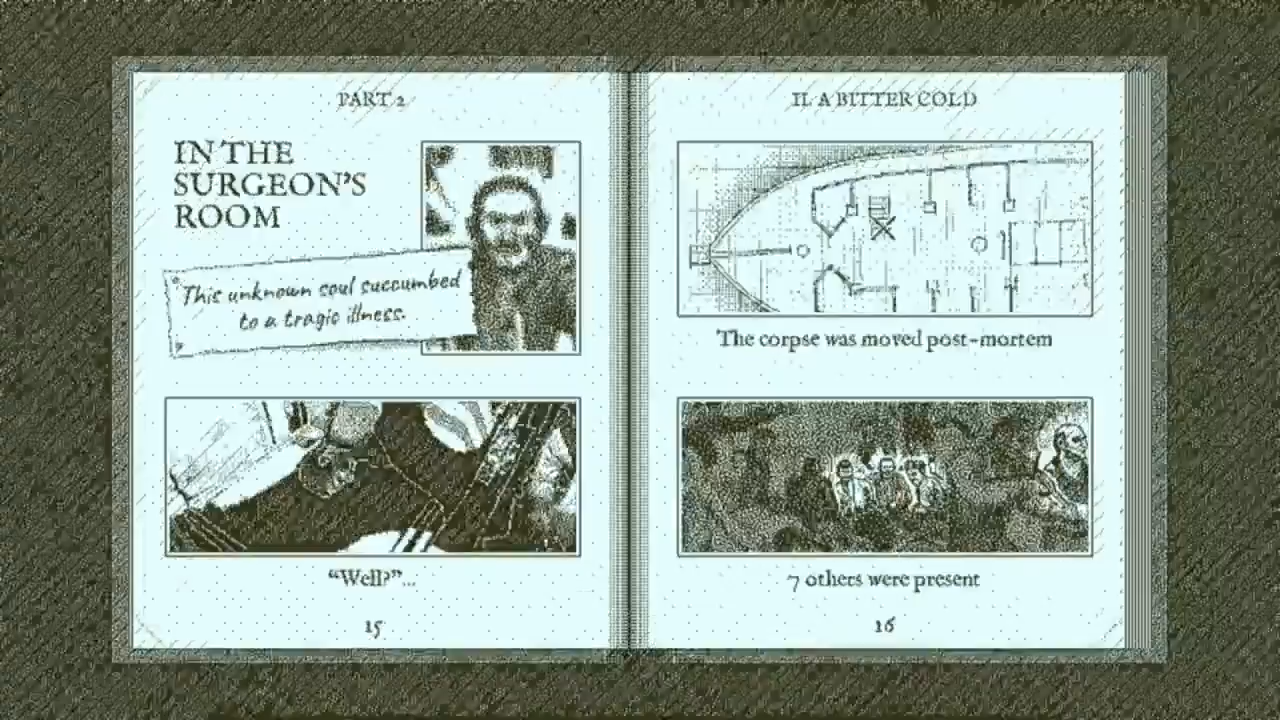 PART 2
IN THE
SURGEON'S
ROOM
This unknown soul succumbed
to a tragic illness.
"Well?"...
15
II. A BITTER COLD
The corpse was moved post-mortem
7 others were present
16